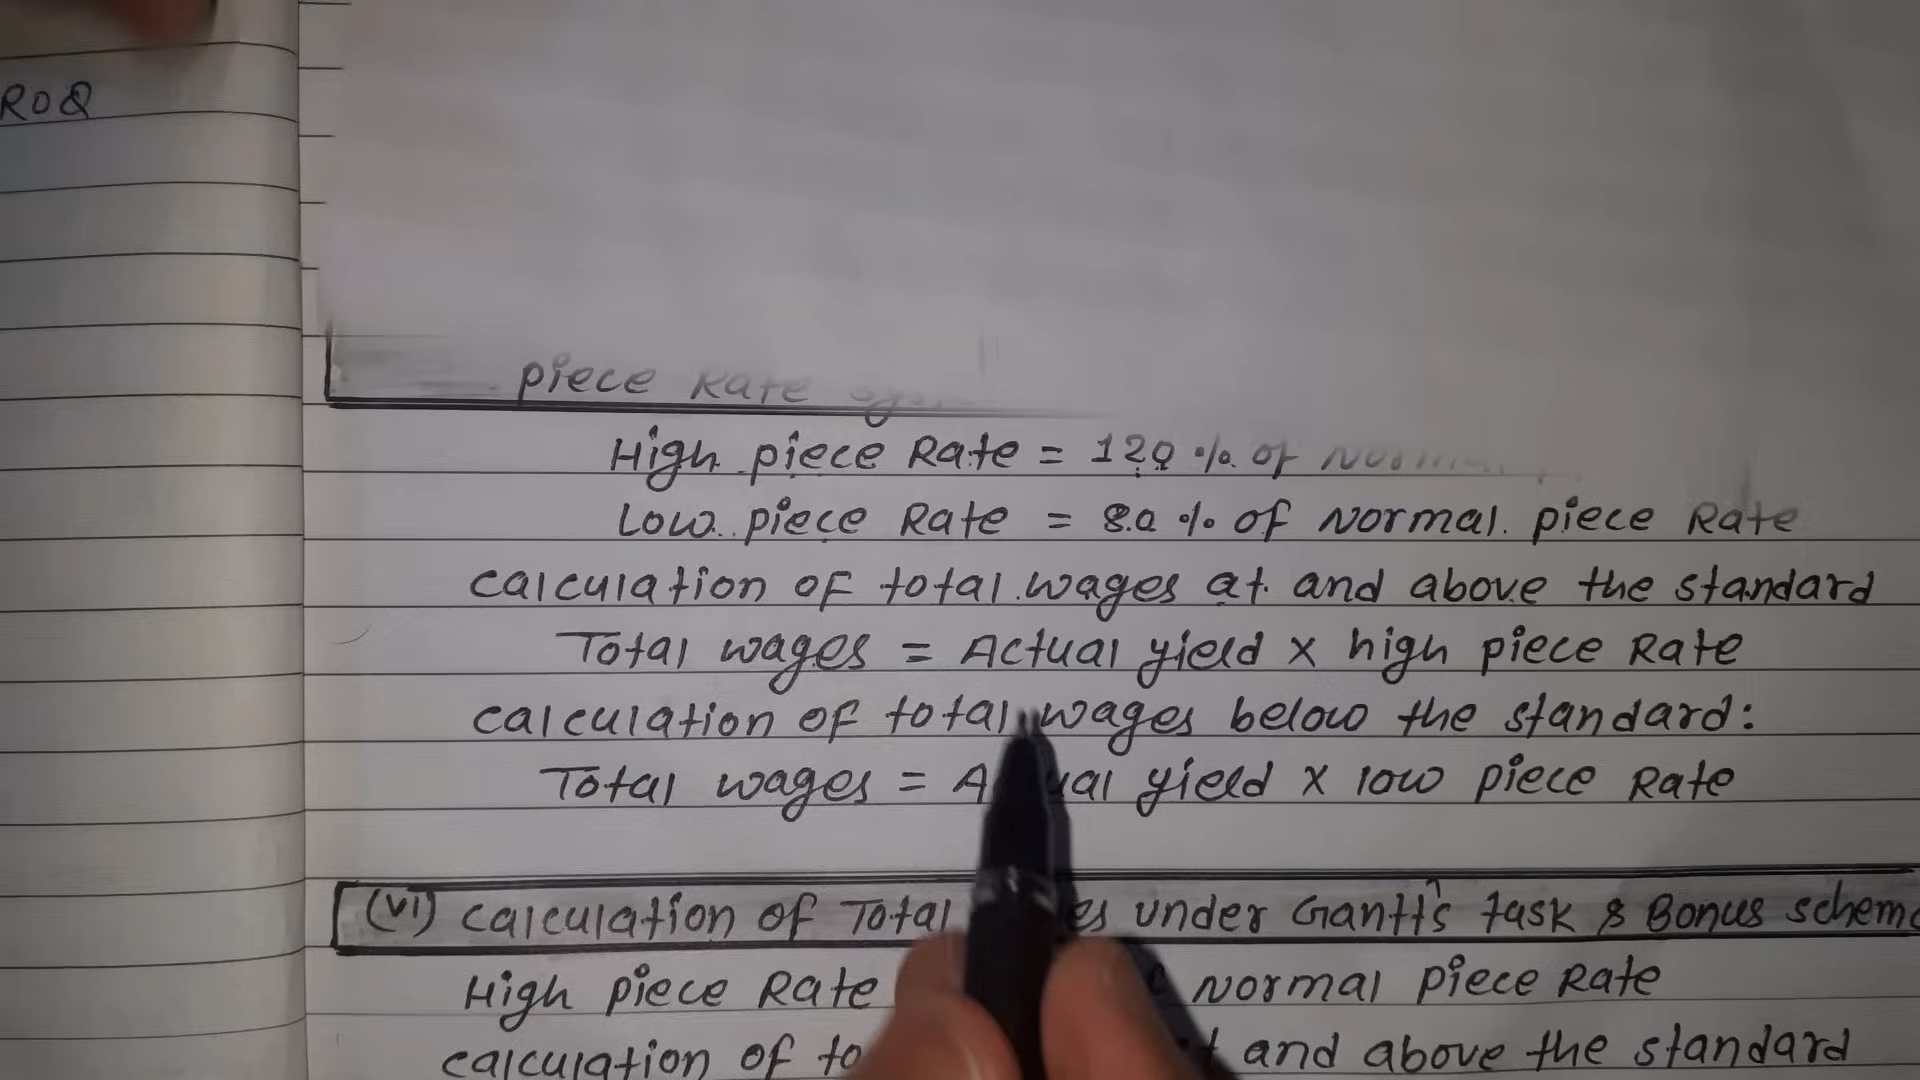 ROQ
Piece Rate
High piece Rate = 120 % of
Low piece Rate = 80 % of Normal piece Rate
calculation of total wages at and above the standard
Total wages = Actual yield x high piece Rate
calculation of total wages below the standard:
Total wages = yield x low piece Rate
(vi) calculation of Total under Gantt's task & Bonus
High piece Rate Normal piece Rate
calculation of and above the standard